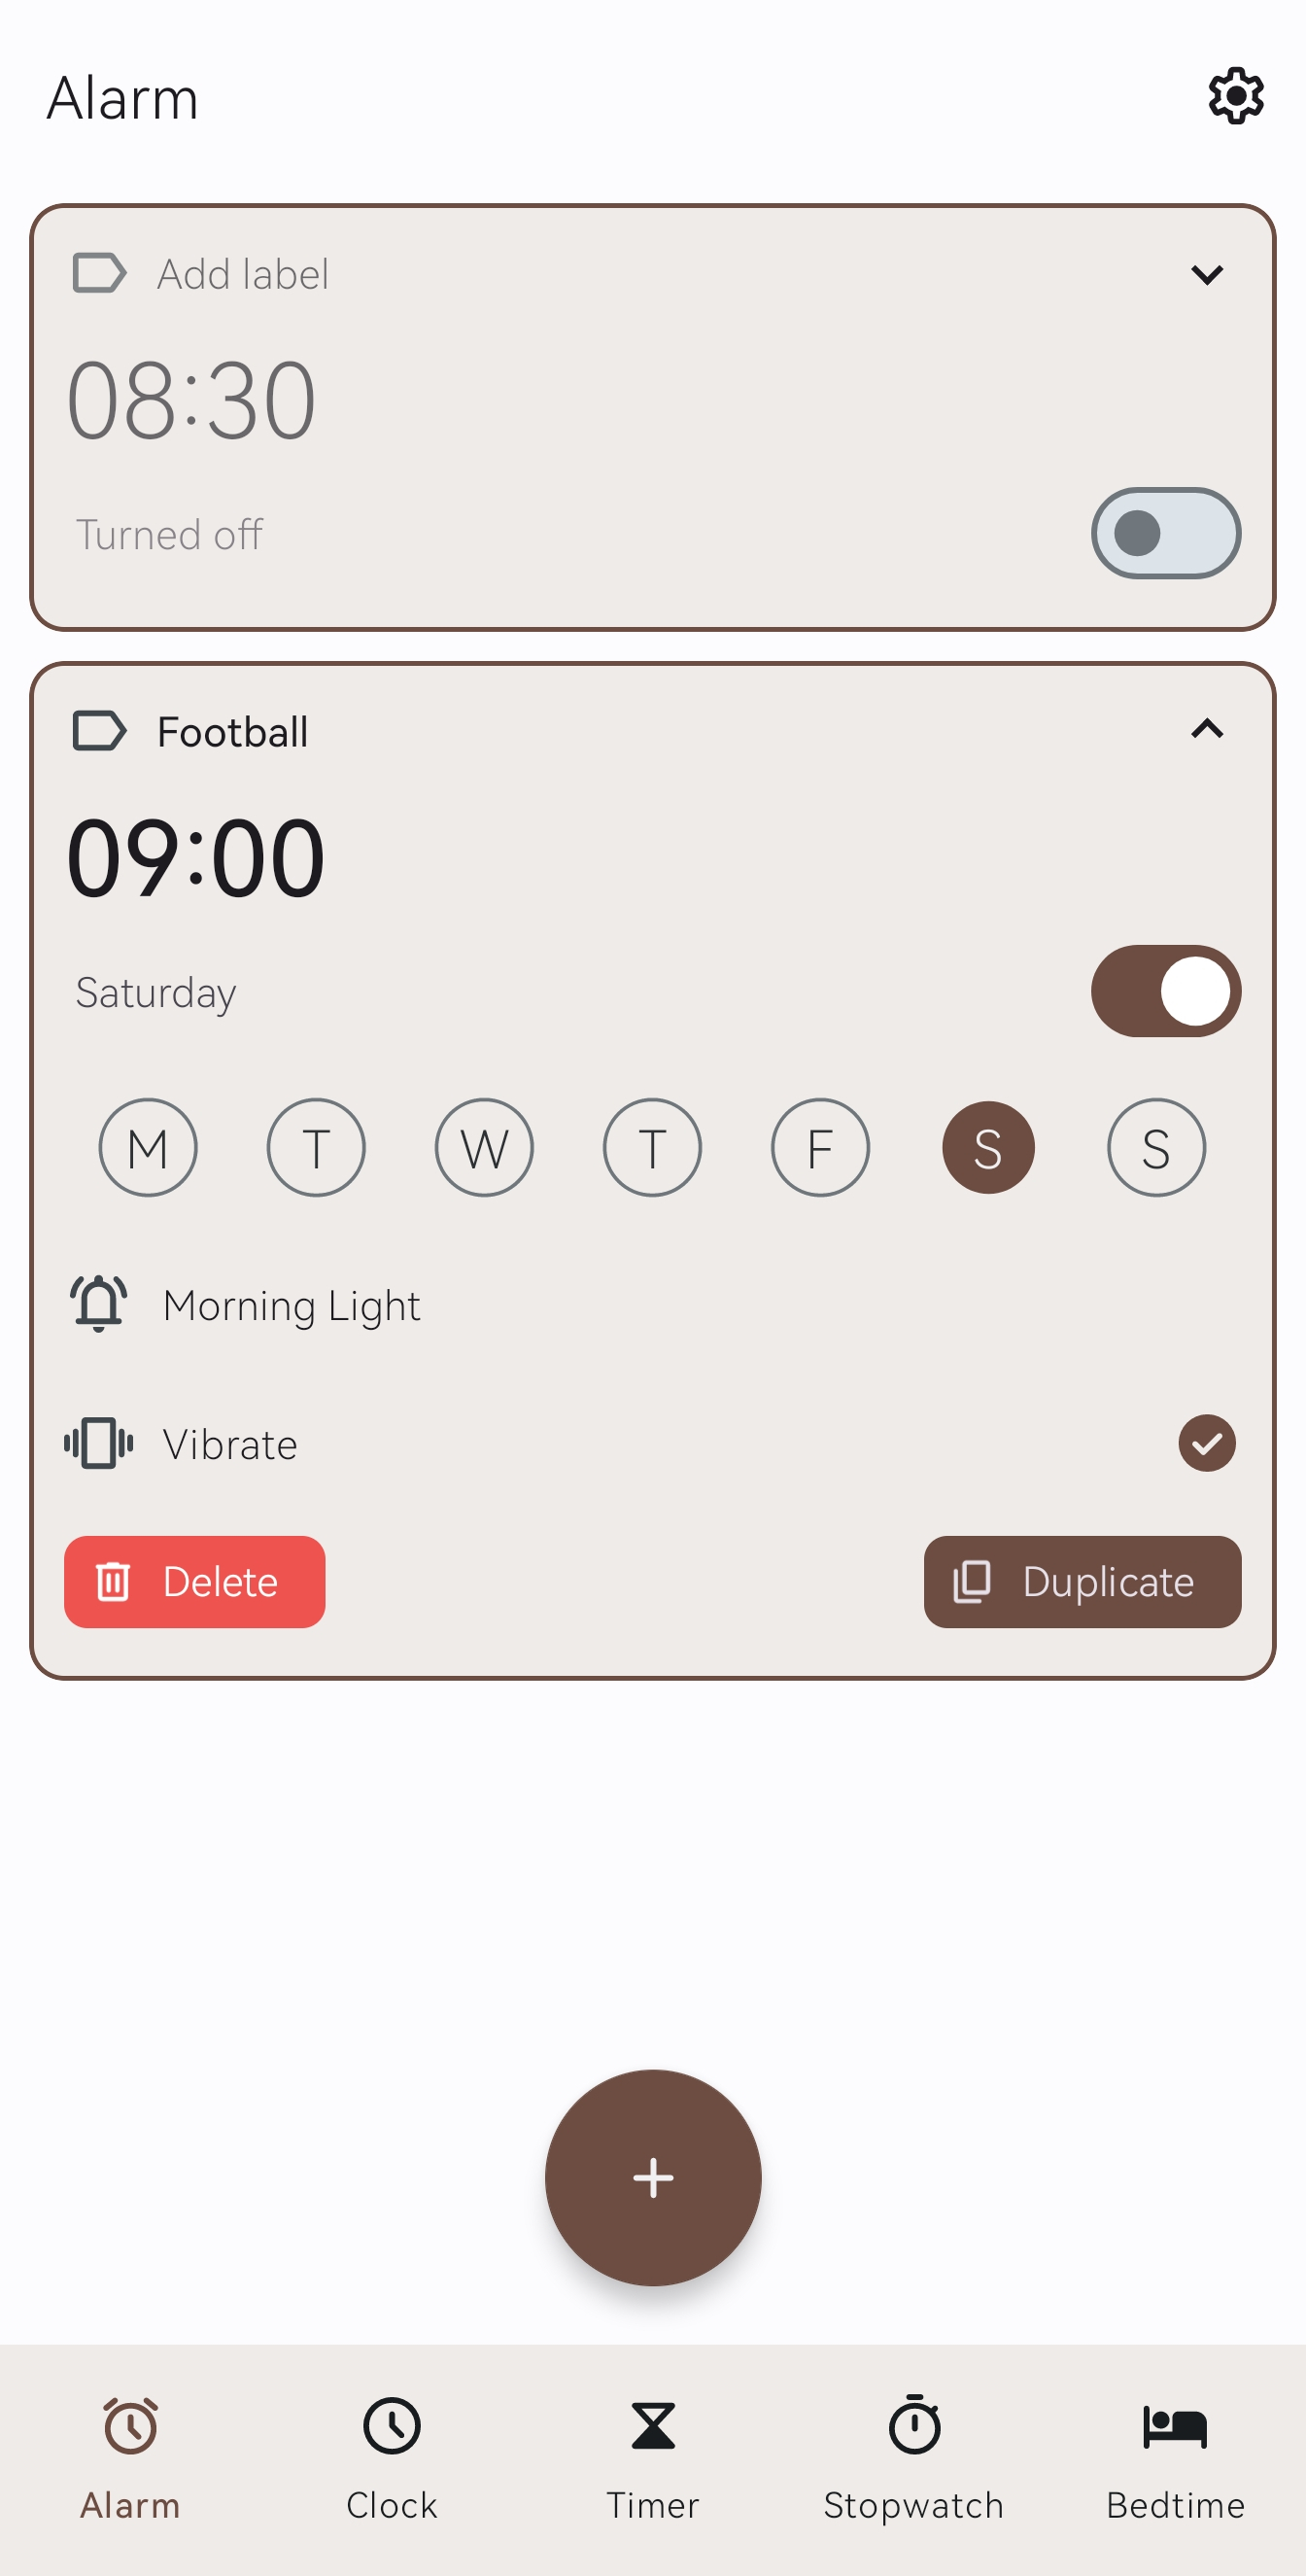 Alarm
Add label
08:30
Turned off
Football
09:00
Saturday
M T W T F S S
Morning Light
Vibrate
Delete Duplicate
Alarm Clock Timer Stopwatch Bedtime